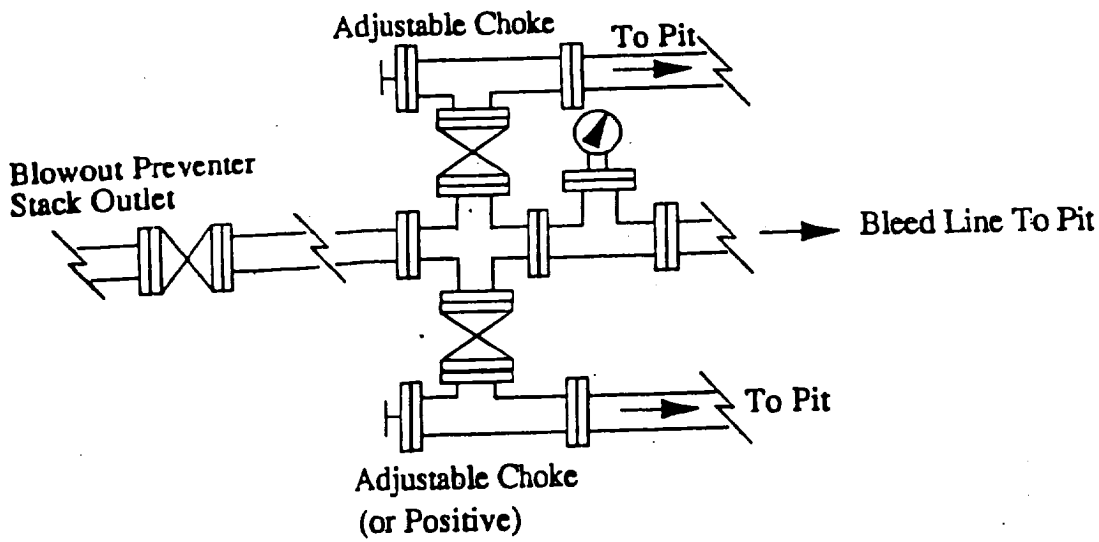 Adjustable Choke
To Pit
Blowout Preventer
Stack Outlet
Bleed Line To Pit
To Pit
Adjustable Choke
(or Positive)